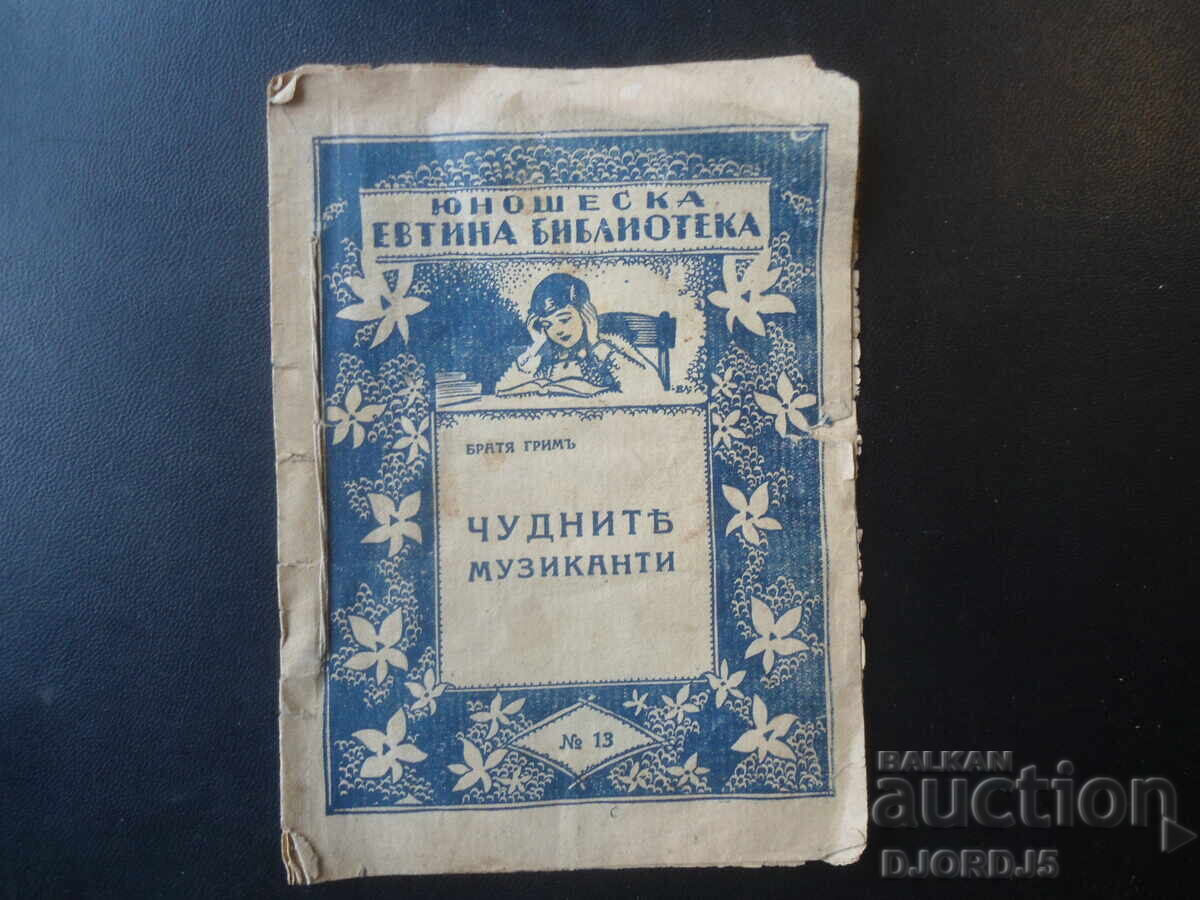 ЮНОШЕСКА
ЕВТИНА БИБЛИОТЕКА
БРАТЯ ГРИМЪ
ЧУДНИТѢ
МУЗИКАНТИ
№ 13
BALKAN
auction
DJORDJ5